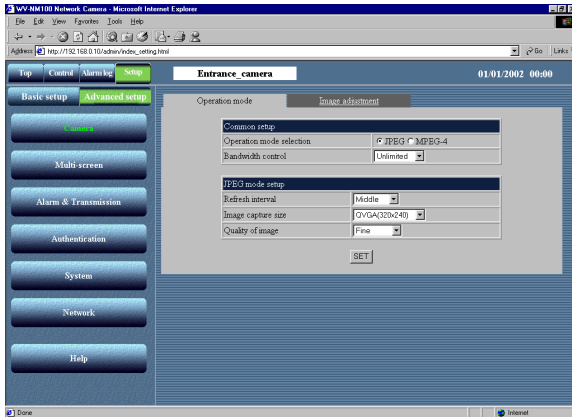 WV-NM100 Network Camera - Microsoft Internet Explorer
File Edit View Favorites Tools Help
Address http://192.168.0.10/admin/index_setting.html Go Links
Top Control Alarm log Setup Entrance_camera 01/01/2002 00:00
Basic setup Advanced setup
Operation mode Image adjustment
Camera
Common setup
Operation mode selection JPEG MPEG-4
Bandwidth control Unlimited
Multi-screen
JPEG mode setup
Refresh interval Middle
Alarm & Transmission
Image capture size QVGA(320x240)
Quality of image Fine
Authentication
SET
System
Network
Help
Done Internet